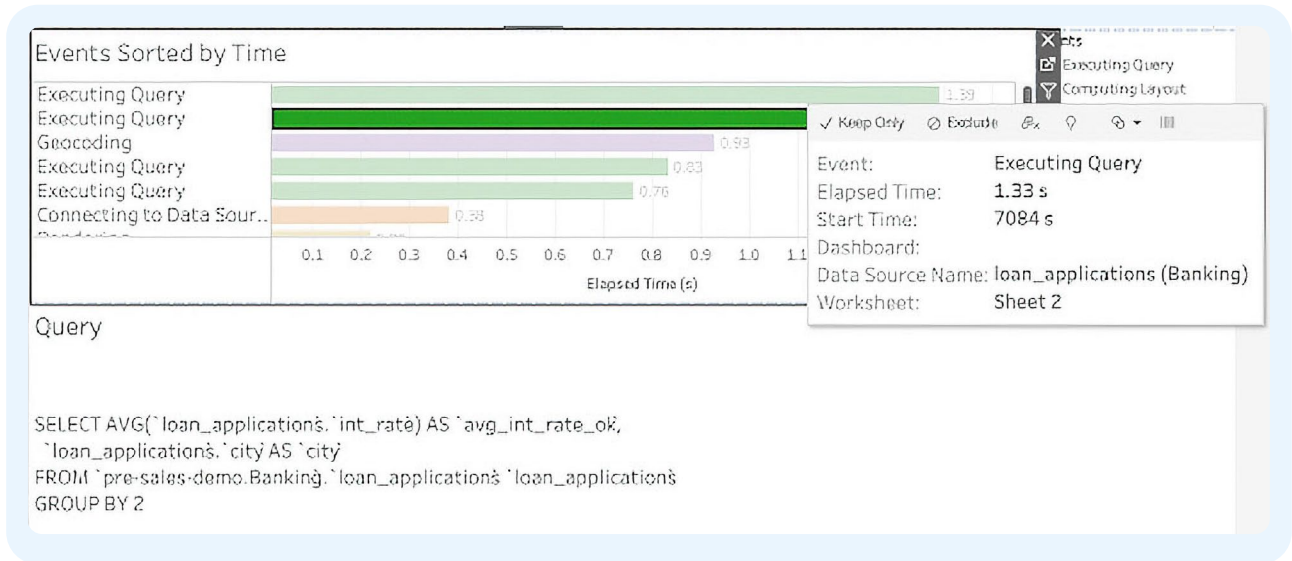 Events Sorted by Time
Executing Query 1.39
Executing Query
Geocoding 0.93
Executing Query 0.83
Executing Query 0.76
Connecting to Data Sour.. 0.38
Rendering
0.1 0.2 0.3 0.4 0.5 0.6 0.7 0.8 0.9 1.0 1.1
Elapsed Time (s)
nts
Executing Query
Computing Layout
Keep Only Exclude
Event: Executing Query
Elapsed Time: 1.33 s
Start Time: 7084 s
Dashboard:
Data Source Name: loan_applications (Banking)
Worksheet: Sheet 2
Query
SELECT AVG(`loan_applications`.`int_rate`) AS `avg_int_rate_ok`,
`loan_applications`.`city` AS `city`
FROM `pre-sales-demo.Banking`.`loan_applications` `loan_applications`
GROUP BY 2